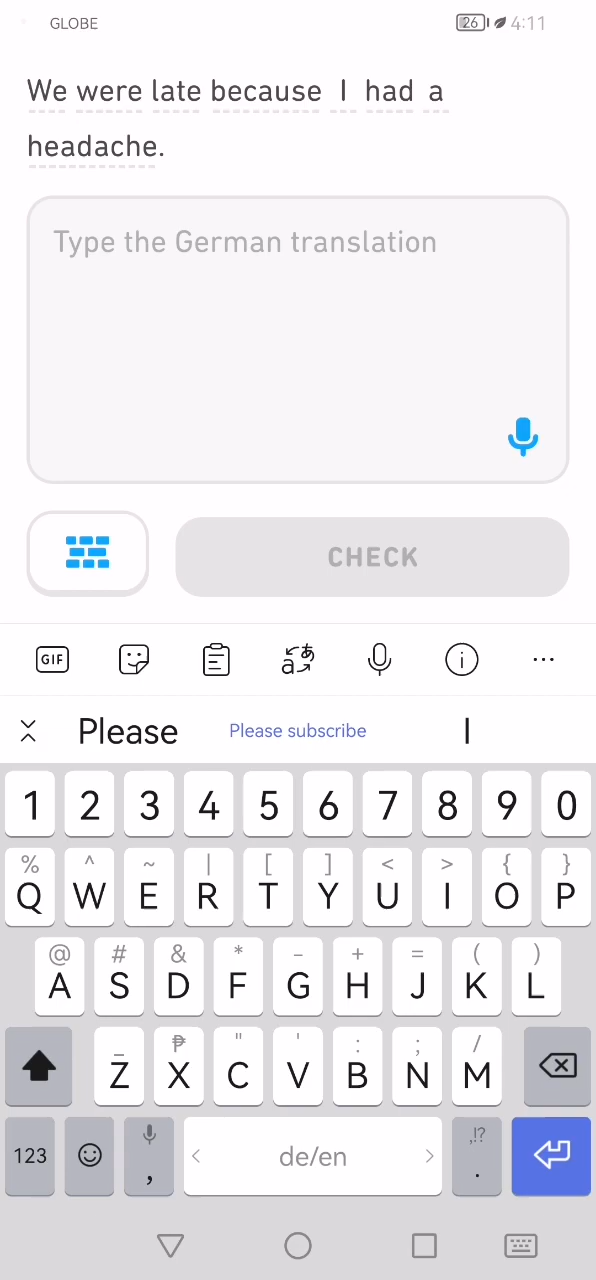 GLOBE 26 4:11
We were late because I had a
headache.
Type the German translation
CHECK
GIF
Please Please subscribe I
1 2 3 4 5 6 7 8 9 0
% ^ ~ | [ ] < > { }
Q W E R T Y U I O P
@ # & * - + = ( )
A S D F G H J K L
_ ₱ " ' : ; /
Z X C V B N M
123 , < de/en > ,!? .